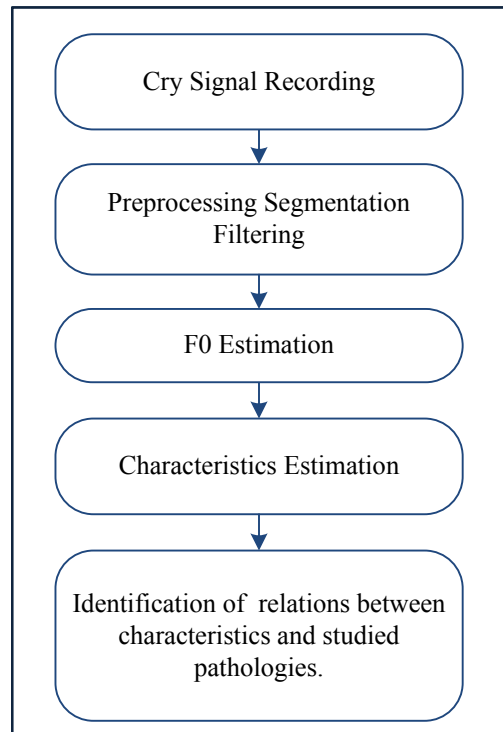 Cry Signal Recording
Preprocessing Segmentation
Filtering
F0 Estimation
Characteristics Estimation
Identification of relations between
characteristics and studied
pathologies.